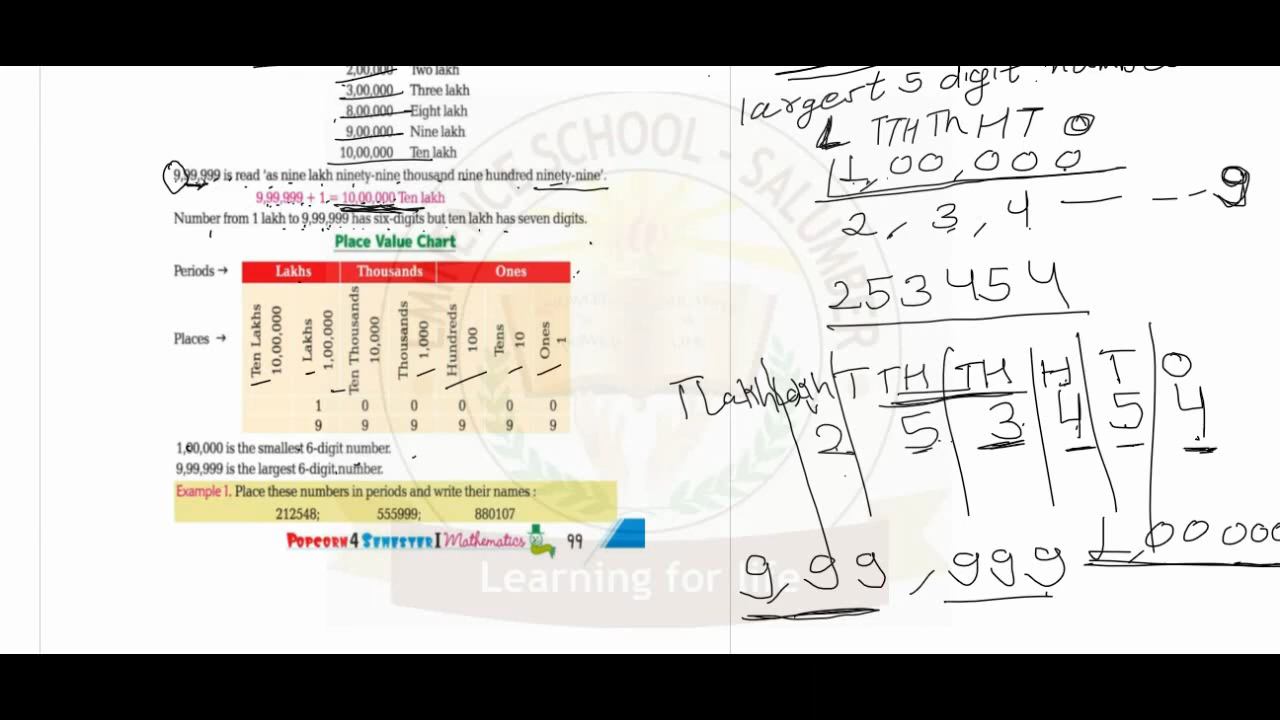 2,00,000 Two lakh
3,00,000 Three lakh
8,00,000 Eight lakh
9,00,000 Nine lakh
10,00,000 Ten lakh
9,99,999 is read 'as nine lakh ninety-nine thousand nine hundred ninety-nine'.
9,99,999 + 1 = 10,00,000 Ten lakh
Number from 1 lakh to 9,99,999 has six-digits but ten lakh has seven digits.
Place Value Chart
Periods → Lakhs Thousands Ones
Places → Ten Lakhs 10,00,000 Lakhs 1,00,000 Ten Thousands 10,000 Thousands 1,000 Hundreds 100 Tens 10 Ones 1
1 0 0 0 0 0
9 9 9 9 9 9
1,00,000 is the smallest 6-digit number.
9,99,999 is the largest 6-digit number.
Example 1. Place these numbers in periods and write their names :
212548; 555999; 880107
Popcorn 4 Semester I Mathematics 99
largest 5 digit number
L TTH Th H T O
1,00,000
2, 3, 4 — — - 9
253454
TLakh Lakh T TH TH H T O
2 5 3 4 5 4
9,99,999 1,00 000
EMINENCE SCHOOL - SALUMBER
Learning for life